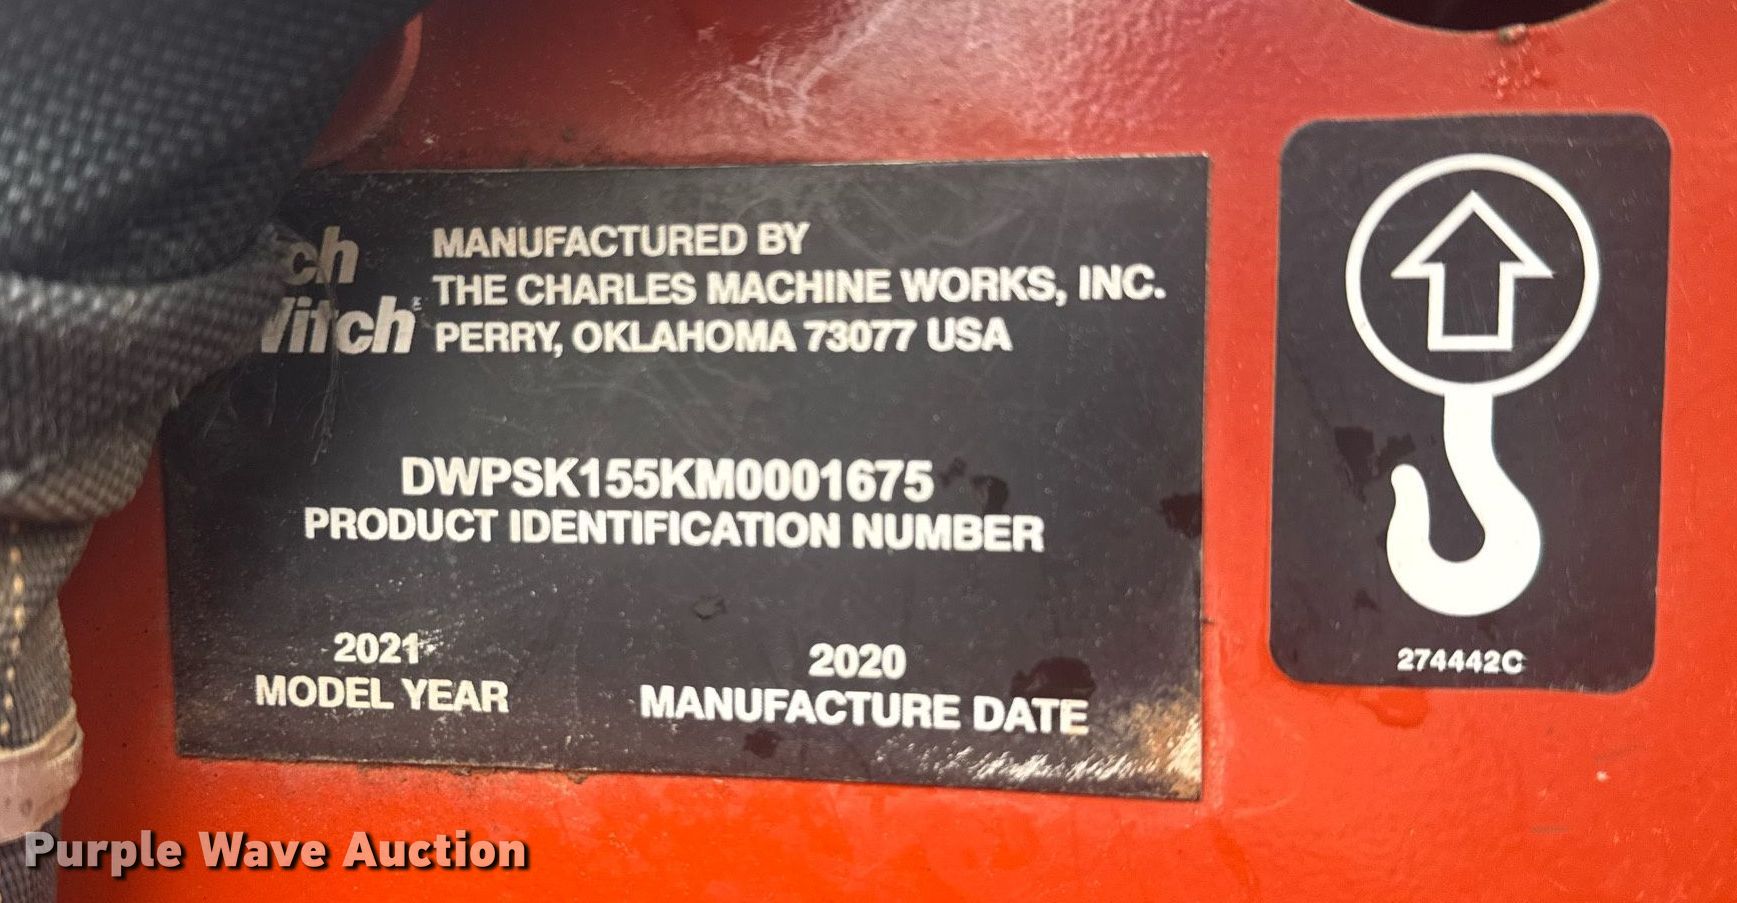 MANUFACTURED BY
THE CHARLES MACHINE WORKS, INC.
PERRY, OKLAHOMA 73077 USA
DWPSK155KM0001675
PRODUCT IDENTIFICATION NUMBER
2021
MODEL YEAR
2020
MANUFACTURE DATE
274442C
Purple Wave Auction